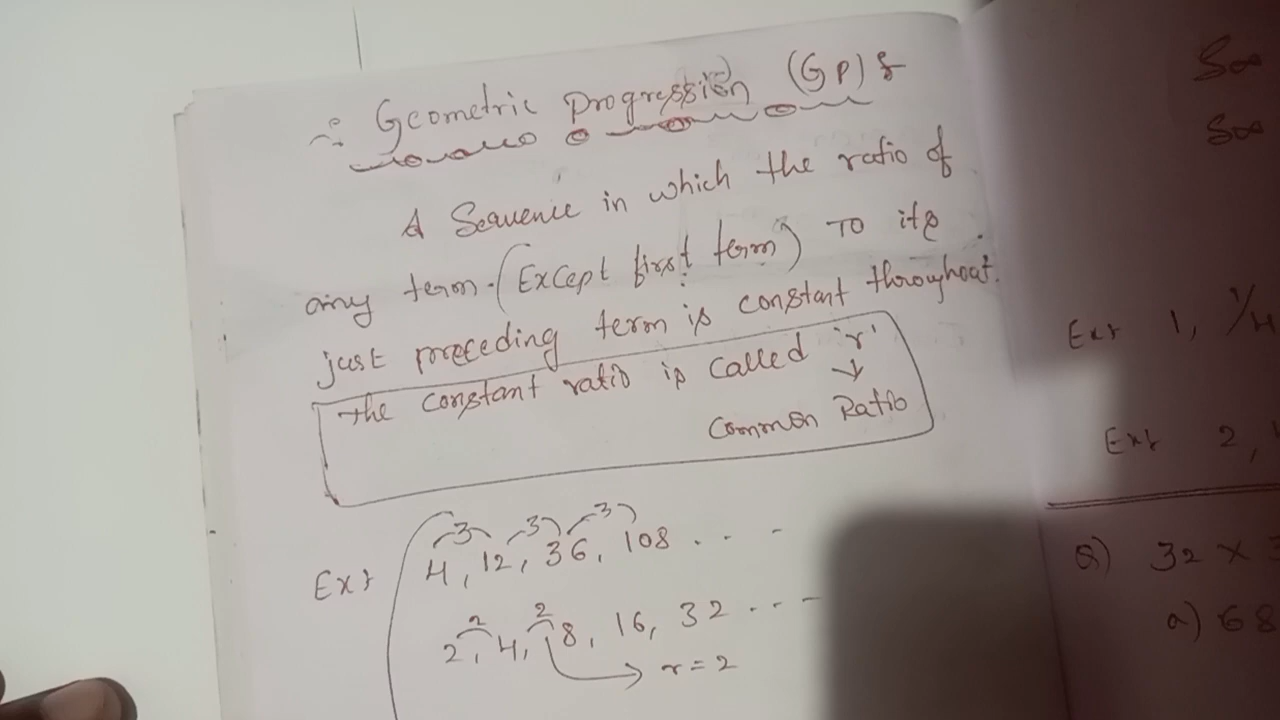 Geometric Progression (GP):
A Sequence in which the ratio of
any term (Except first term) To its
just preceding term is constant throughout.
The constant ratio is called 'r'
↓
Common Ratio
3 3 3
Ex: 4, 12, 36, 108 . . -
2 2
2, 4, 8, 16, 32 - - -
→ r = 2
S∞
S∞
Ex: 1, 1/4
Ex: 2,
Q) 32 ×
a) 68